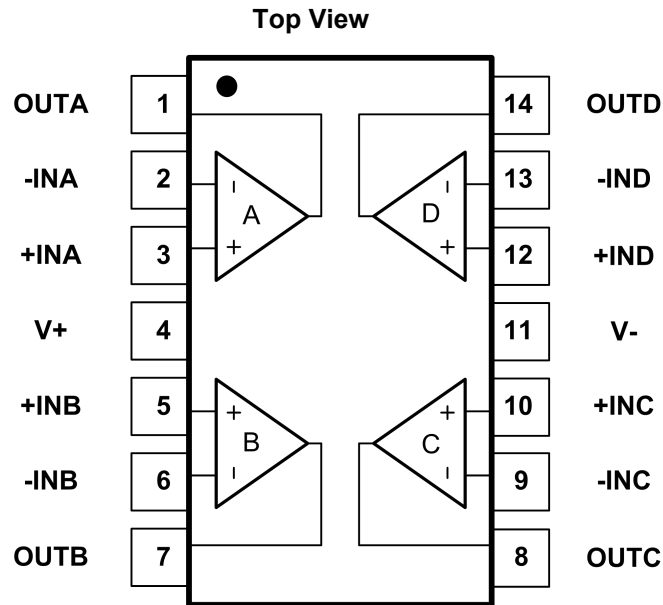 Top View
OUTA 1 14 OUTD
-INA 2 - - 13 -IND
A D
+INA 3 + + 12 +IND
V+ 4 11 V-
+INB 5 + + 10 +INC
B C
-INB 6 - - 9 -INC
OUTB 7 8 OUTC